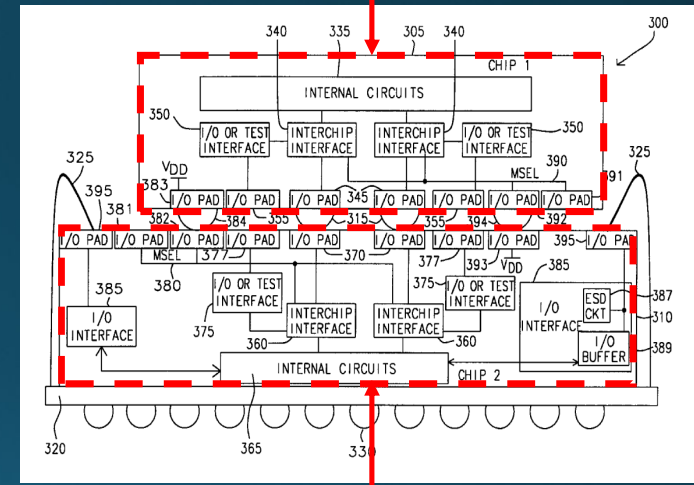 340 335 305 340 300
CHIP 1
INTERNAL CIRCUITS
350 350
I/O OR TEST INTERCHIP INTERCHIP I/O OR TEST
INTERFACE INTERFACE INTERFACE INTERFACE
325 VDD 390 391 325
MSEL
383 345
395 I/O PAD I/O PAD I/O PAD I/O PAD I/O PAD I/O PAD I/O PAD
381 382 384 355 315 355 394 392
I/O PAD I/O PAD I/O PAD I/O PAD I/O PAD I/O PAD I/O PAD I/O PAD 395 I/O PAD
MSEL 377 370 377 393 VDD
380 385
I/O OR TEST 375 I/O OR TEST
385 375 INTERFACE INTERFACE I/O ESD 387
I/O INTERCHIP INTERCHIP INTERFACE CKT 310
INTERFACE INTERFACE INTERFACE
360 360 I/O 389
BUFFER
INTERNAL CIRCUITS CHIP 2
320 365 330